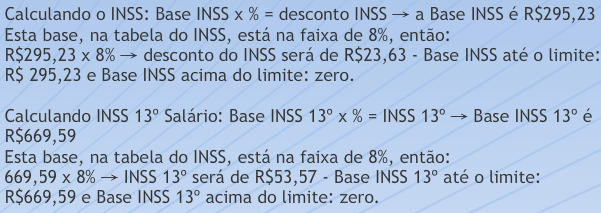 Calculando o INSS: Base INSS x % = desconto INSS → a Base INSS é R$295,23
Esta base, na tabela do INSS, está na faixa de 8%, então:
R$295,23 x 8% → desconto do INSS será de R$23,63 - Base INSS até o limite:
R$ 295,23 e Base INSS acima do limite: zero.
Calculando INSS 13º Salário: Base INSS 13º x % = INSS 13º → Base INSS 13º é
R$669,59
Esta base, na tabela do INSS, está na faixa de 8%, então:
669,59 x 8% → INSS 13º será de R$53,57 - Base INSS 13º até o limite:
R$669,59 e Base INSS 13º acima do limite: zero.